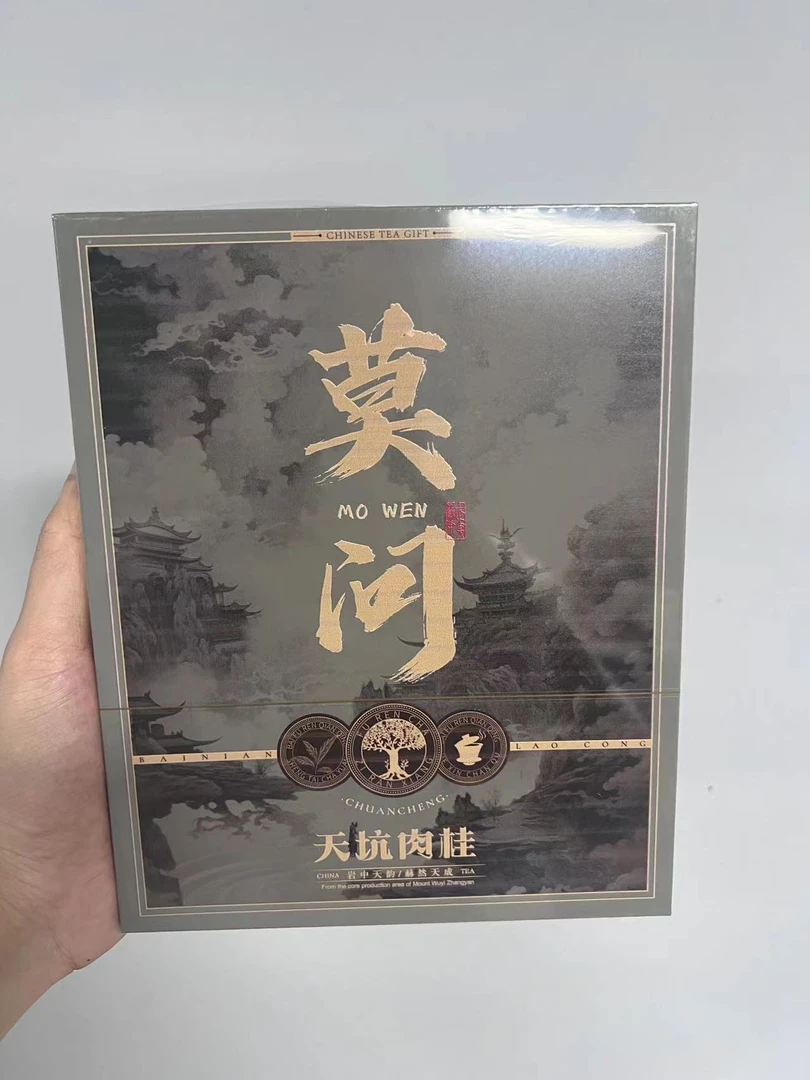 CHINESE TEA GIFT
莫
MO WEN
问
BAINIAN
LAO CONG
·CHUANCHENG·
天坑肉桂
CHINA 岩中天韵/赫然天成 TEA
From the core production area of Mount Wuyi Zhengyan